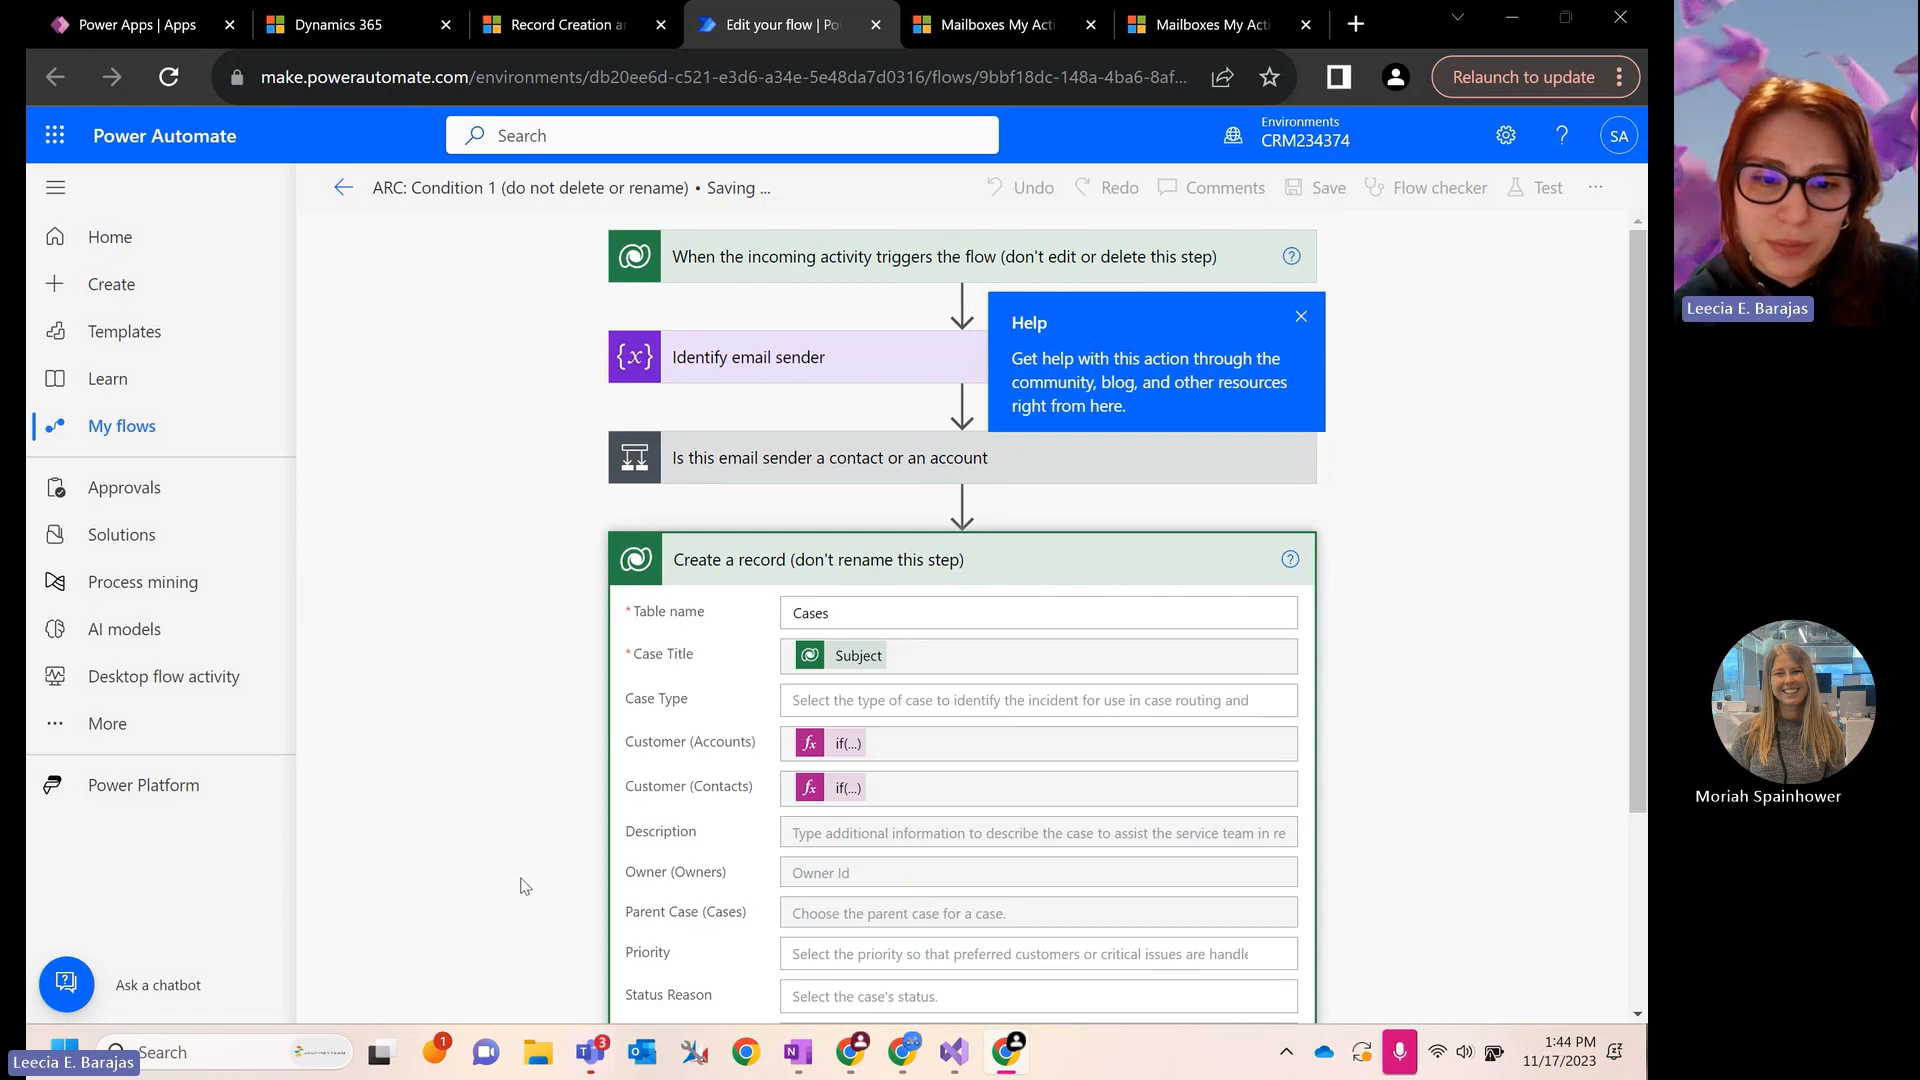 Power Apps | Apps
Dynamics 365
Record Creation a
Edit your flow | Po
Mailboxes My Acti
Mailboxes My Acti
make.powerautomate.com/environments/db20ee6d-c521-e3d6-a34e-5e48da7d0316/flows/9bbf18dc-148a-4ba6-8af...
Relaunch to update
Power Automate
Search
Environments
CRM234374
SA
ARC: Condition 1 (do not delete or rename) • Saving ...
Undo
Redo
Comments
Save
Flow checker
Test
Home
Create
Templates
Learn
My flows
Approvals
Solutions
Process mining
AI models
Desktop flow activity
More
Power Platform
Ask a chatbot
When the incoming activity triggers the flow (don't edit or delete this step)
{x} Identify email sender
Help
Get help with this action through the
community, blog, and other resources
right from here.
Is this email sender a contact or an account
Create a record (don't rename this step)
*Table name
Cases
*Case Title
Subject
Case Type
Select the type of case to identify the incident for use in case routing and
Customer (Accounts)
fx if(...)
Customer (Contacts)
fx if(...)
Description
Type additional information to describe the case to assist the service team in re
Owner (Owners)
Owner Id
Parent Case (Cases)
Choose the parent case for a case.
Priority
Select the priority so that preferred customers or critical issues are handle
Status Reason
Select the case's status.
Leecia E. Barajas
Moriah Spainhower
Leecia E. Barajas
Search
1
3
1:44 PM
11/17/2023